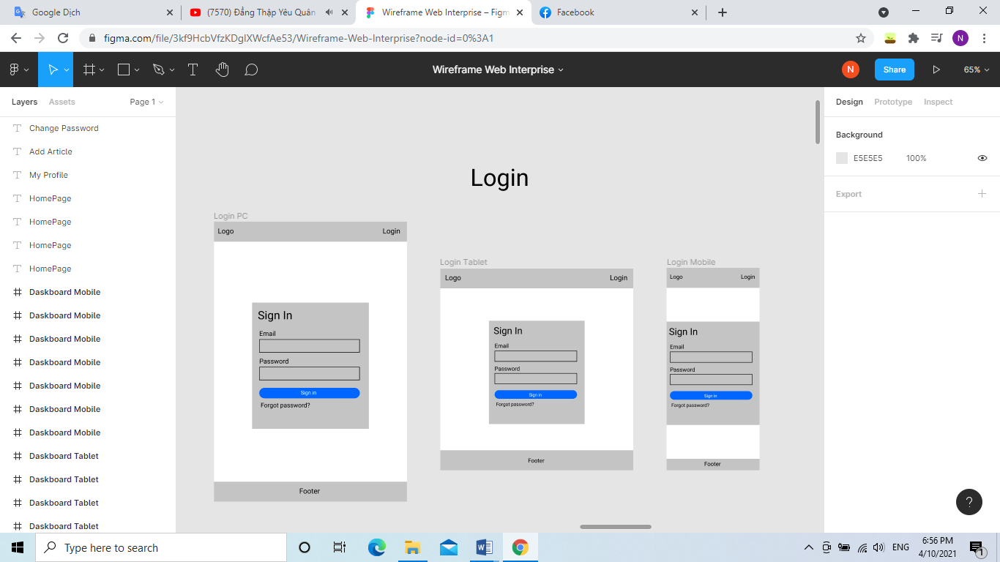 Google Dịch
(7570) Đắng Thập Yêu Quân
Wireframe Web Interprise – Figm
Facebook
figma.com/file/3kf9HcbVfzKDglXWcfAe53/Wireframe-Web-Interprise?node-id=0%3A1
N
Wireframe Web Interprise
N
Share
65%
Layers
Assets
Page 1
Change Password
Add Article
My Profile
HomePage
HomePage
HomePage
HomePage
Daskboard Mobile
Daskboard Mobile
Daskboard Mobile
Daskboard Mobile
Daskboard Mobile
Daskboard Mobile
Daskboard Mobile
Daskboard Tablet
Daskboard Tablet
Daskboard Tablet
Daskboard Tablet
Login
Login PC
Logo
Login
Sign In
Email
Password
Sign in
Forgot password?
Footer
Login Tablet
Logo
Login
Sign In
Email
Password
Sign in
Forgot password?
Footer
Login Mobile
Logo
Login
Sign In
Email
Password
Sign in
Forgot password?
Footer
Design
Prototype
Inspect
Background
E5E5E5
100%
Export
?
Type here to search
ENG
6:56 PM
4/10/2021
1